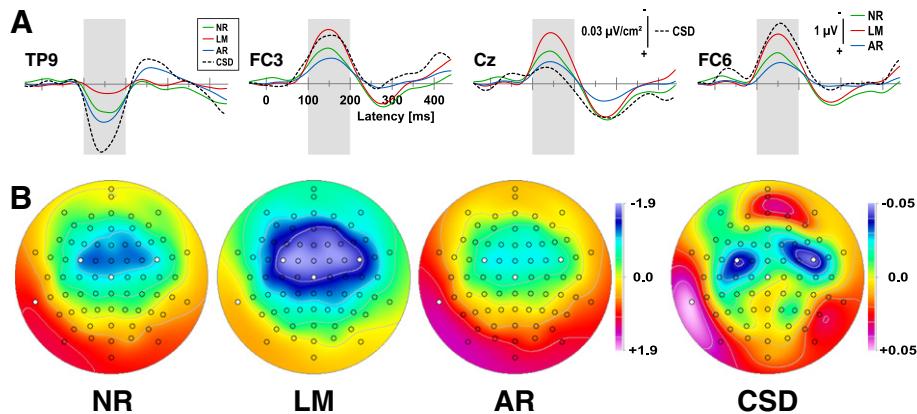 A
TP9
NR
LM
AR
CSD
FC3
0 100 200 300 400
Latency [ms]
Cz
-
0.03 µV/cm² CSD
+
FC6
-
1 µV
+
NR
LM
AR
B
-1.9
0.0
+1.9
-0.05
0.0
+0.05
NR LM AR CSD